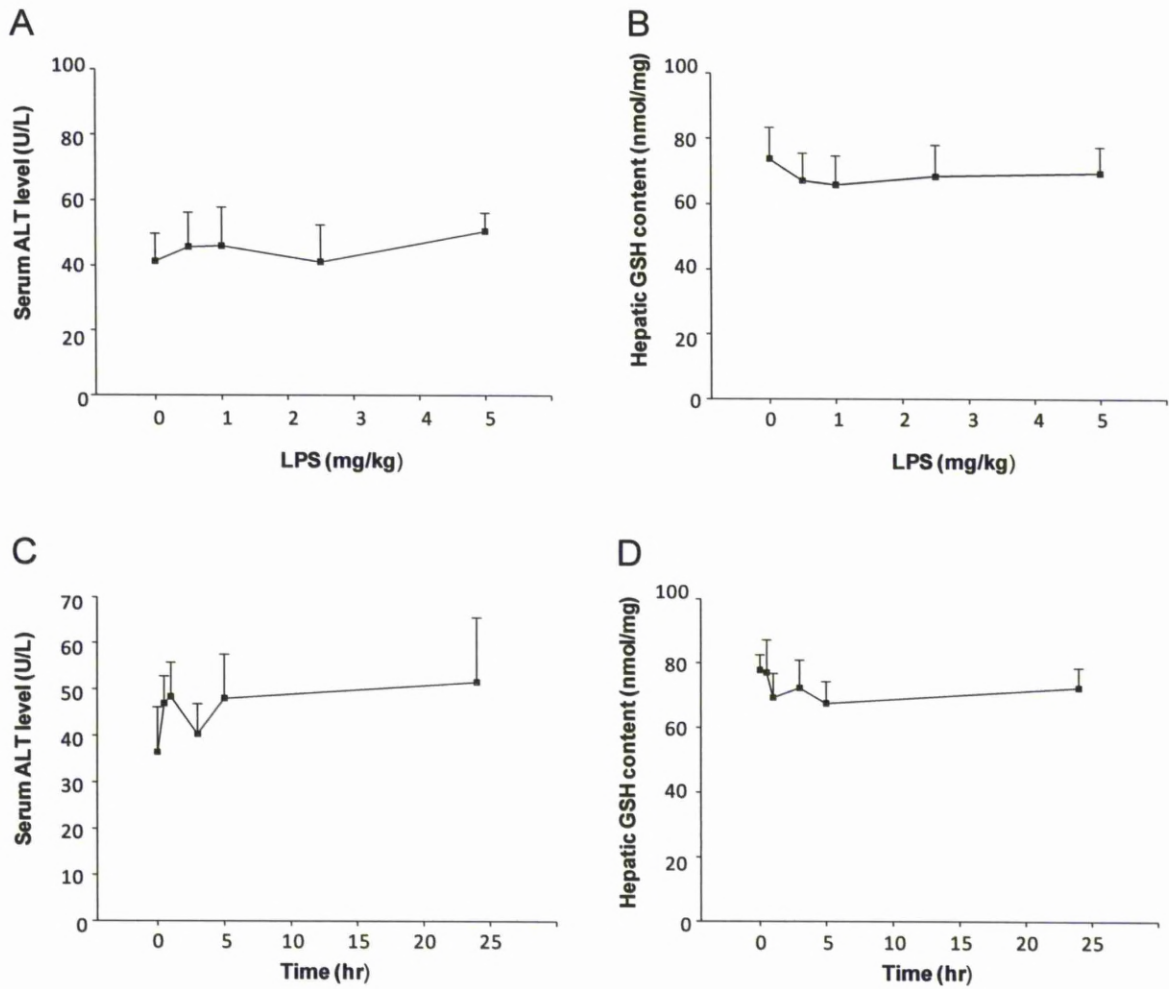 A
Serum ALT level (U/L)
100
80
60
40
20
0
0 1 2 3 4 5
LPS (mg/kg)
B
Hepatic GSH content (nmol/mg)
100
80
60
40
20
0
0 1 2 3 4 5
LPS (mg/kg)
C
Serum ALT level (U/L)
70
60
50
40
30
20
10
0
0 5 10 15 20 25
Time (hr)
D
Hepatic GSH content (nmol/mg)
100
80
60
40
20
0
0 5 10 15 20 25
Time (hr)